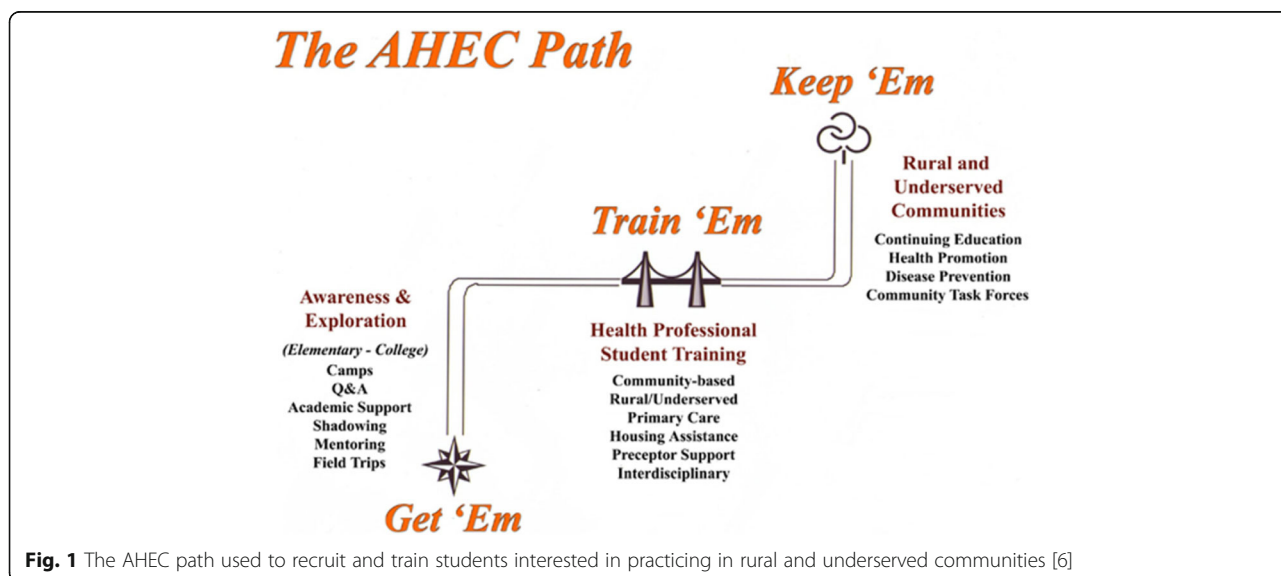 The AHEC Path
Keep ‘Em
Rural and
Underserved
Communities
Continuing Education
Health Promotion
Disease Prevention
Community Task Forces
Train ‘Em
Health Professional
Student Training
Community-based
Rural/Underserved
Primary Care
Housing Assistance
Preceptor Support
Interdisciplinary
Awareness &
Exploration
(Elementary - College)
Camps
Q&A
Academic Support
Shadowing
Mentoring
Field Trips
Get ‘Em
Fig. 1 The AHEC path used to recruit and train students interested in practicing in rural and underserved communities [6]